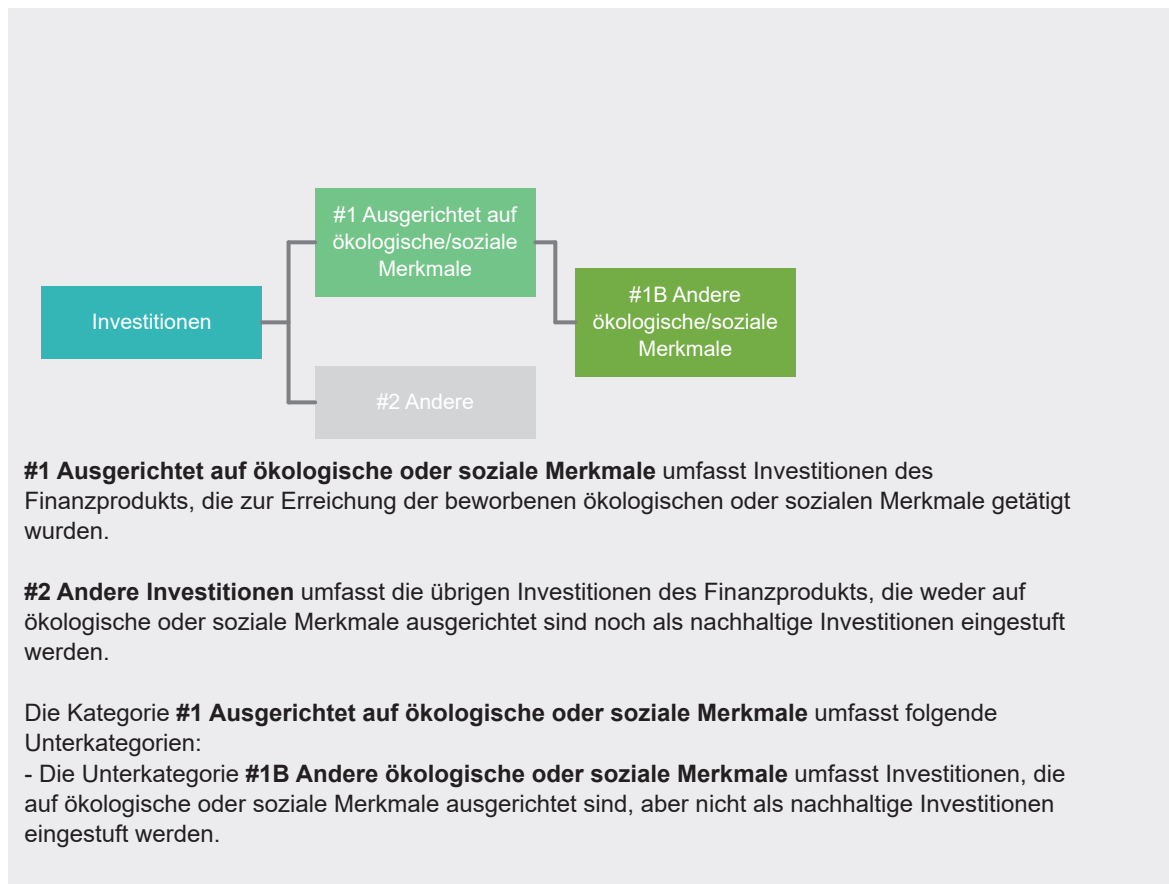 #1 Ausgerichtet auf
ökologische/soziale
Merkmale
#1B Andere
ökologische/soziale
Merkmale
Investitionen
#2 Andere
#1 Ausgerichtet auf ökologische oder soziale Merkmale umfasst Investitionen des
Finanzprodukts, die zur Erreichung der beworbenen ökologischen oder sozialen Merkmale getätigt
wurden.
#2 Andere Investitionen umfasst die übrigen Investitionen des Finanzprodukts, die weder auf
ökologische oder soziale Merkmale ausgerichtet sind noch als nachhaltige Investitionen eingestuft
werden.
Die Kategorie #1 Ausgerichtet auf ökologische oder soziale Merkmale umfasst folgende
Unterkategorien:
- Die Unterkategorie #1B Andere ökologische oder soziale Merkmale umfasst Investitionen, die
auf ökologische oder soziale Merkmale ausgerichtet sind, aber nicht als nachhaltige Investitionen
eingestuft werden.